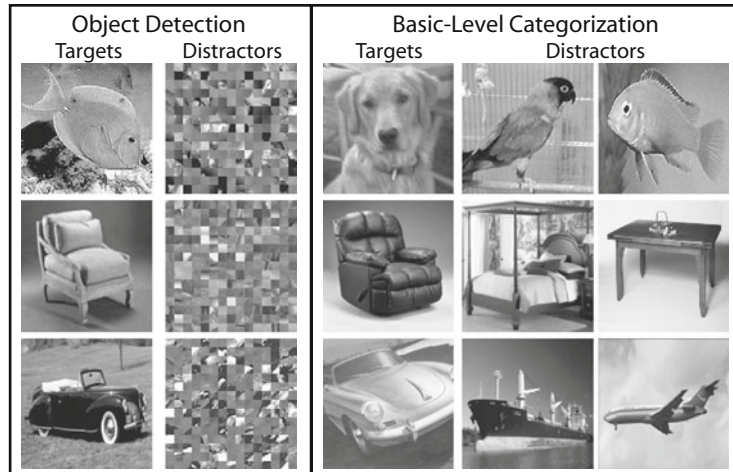 Object Detection
Targets Distractors
Basic-Level Categorization
Targets Distractors